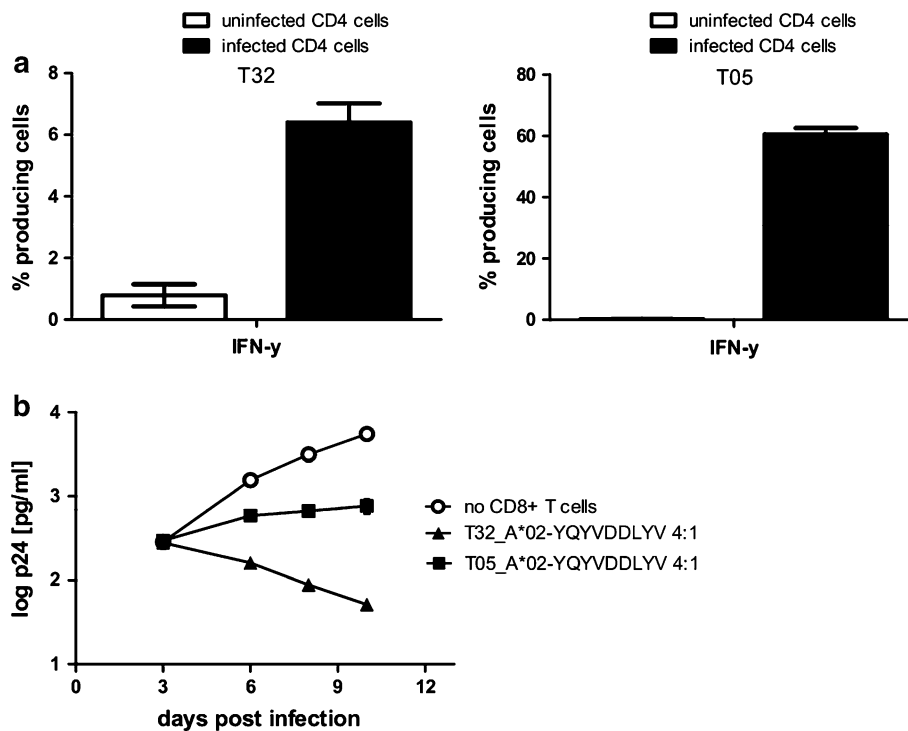 uninfected CD4 cells
infected CD4 cells
uninfected CD4 cells
infected CD4 cells
a
T32
T05
% producing cells
8
6
4
2
0
IFN-y
% producing cells
80
60
40
20
0
IFN-y
b
log p24 [pg/ml]
4
3
2
1
0
3
6
9
12
days post infection
no CD8+ T cells
T32_A*02-YQYVDDLYV 4:1
T05_A*02-YQYVDDLYV 4:1